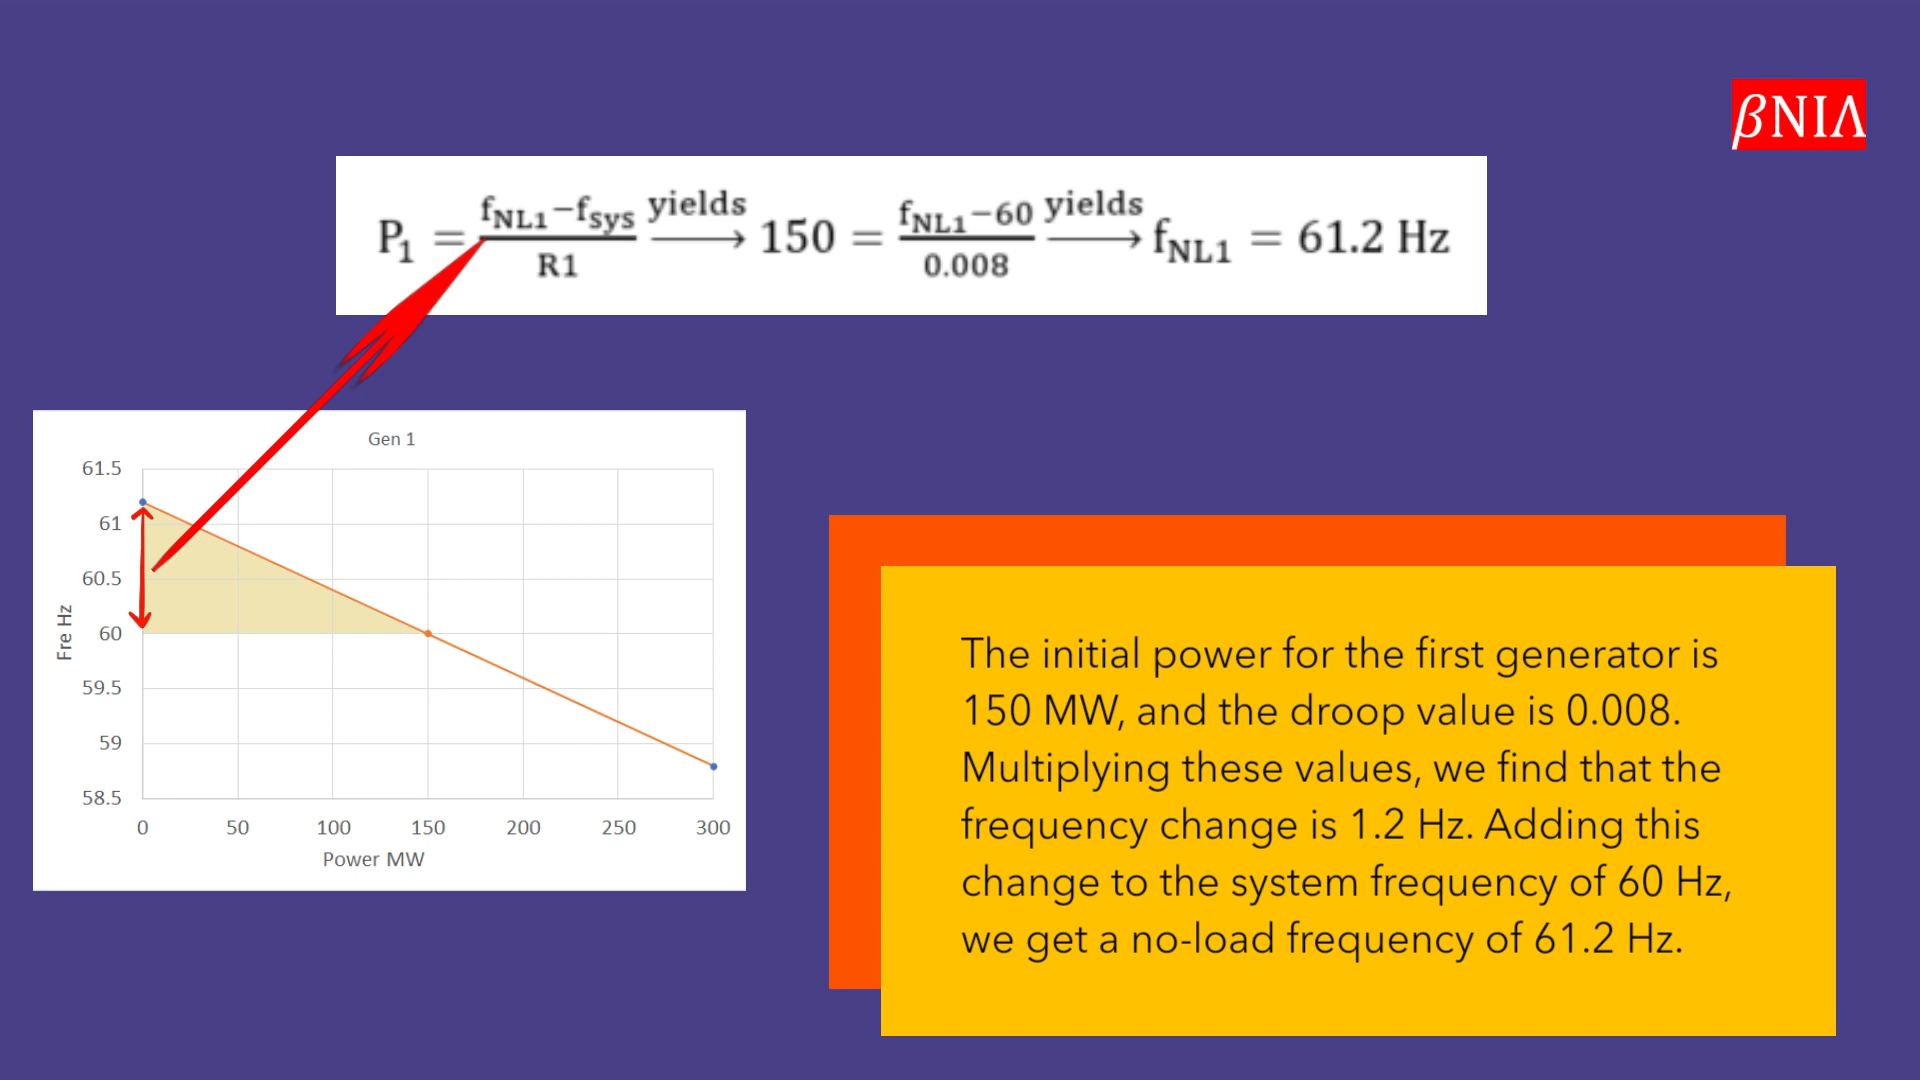 βNIΛ
P₁ = (f_NL1−f_sys)/R1 yields→ 150 = (f_NL1−60)/0.008 yields→ f_NL1 = 61.2 Hz
Gen 1
61.5
61
60.5
60
59.5
59
58.5
Fre Hz
0 50 100 150 200 250 300
Power MW
The initial power for the first generator is
150 MW, and the droop value is 0.008.
Multiplying these values, we find that the
frequency change is 1.2 Hz. Adding this
change to the system frequency of 60 Hz,
we get a no-load frequency of 61.2 Hz.